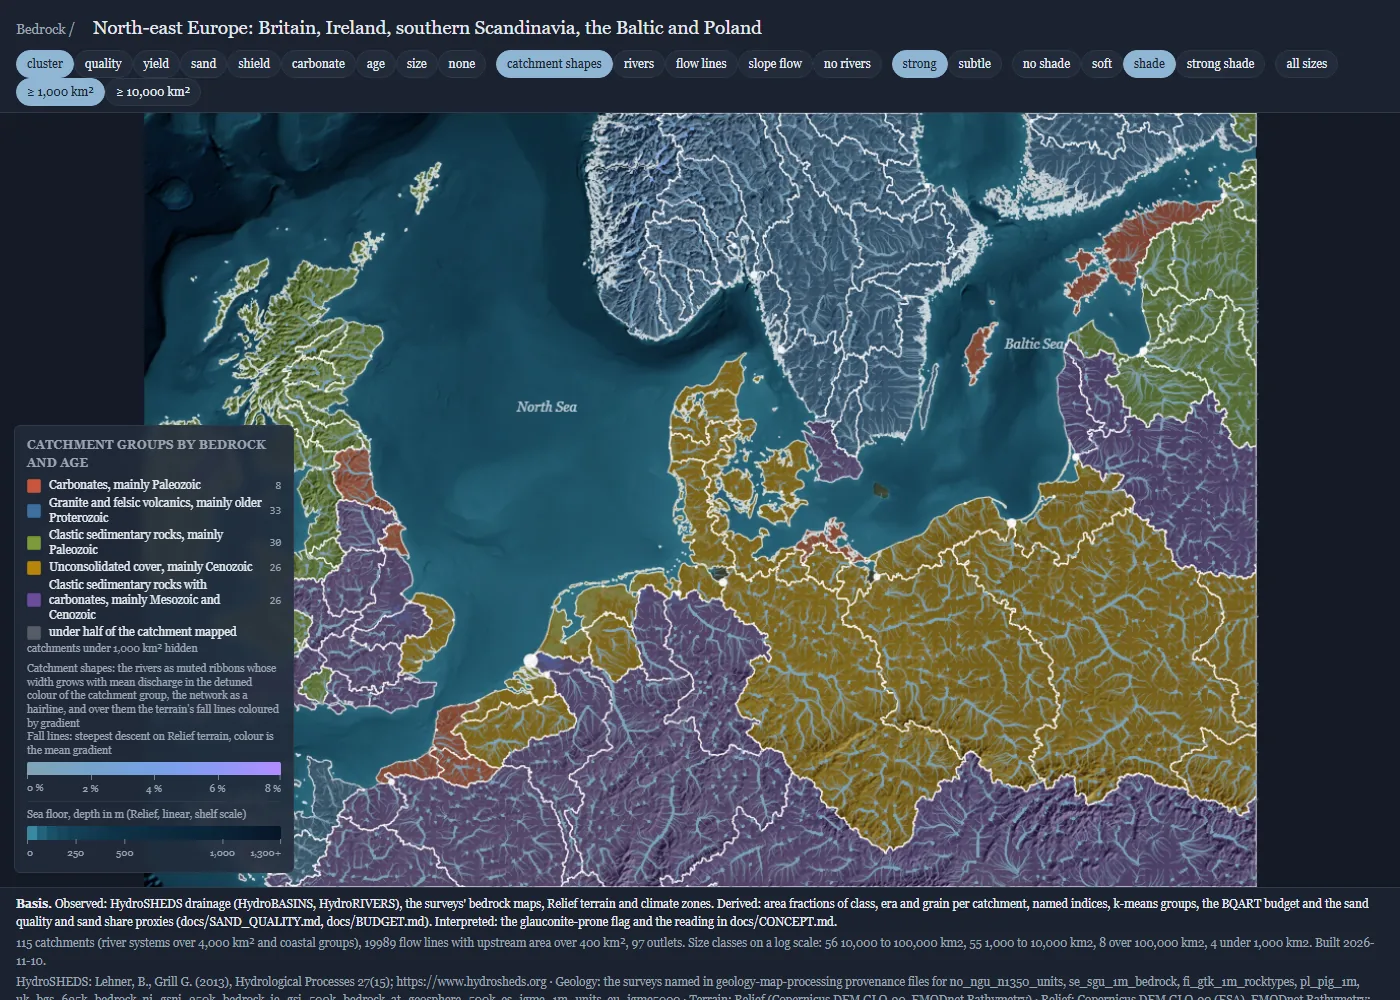 Bedrock / North-east Europe: Britain, Ireland, southern Scandinavia, the Baltic and Poland
cluster quality yield sand shield carbonate age size none catchment shapes rivers flow lines slope flow no rivers strong subtle no shade soft shade strong shade all sizes
≥ 1,000 km² ≥ 10,000 km²
Baltic Sea
North Sea
CATCHMENT GROUPS BY BEDROCK
AND AGE
Carbonates, mainly Paleozoic 8
Granite and felsic volcanics, mainly older
Proterozoic 33
Clastic sedimentary rocks, mainly
Paleozoic 30
Unconsolidated cover, mainly Cenozoic 26
Clastic sedimentary rocks with
carbonates, mainly Mesozoic and 26
Cenozoic
under half of the catchment mapped
catchments under 1,000 km² hidden
Catchment shapes: the rivers as muted ribbons whose
width grows with mean discharge in the detuned
colour of the catchment group, the network as a
hairline, and over them the terrain's fall lines coloured
by gradient
Fall lines: steepest descent on Relief terrain, colour is
the mean gradient
0 % 2 % 4 % 6 % 8 %
Sea floor, depth in m (Relief, linear, shelf scale)
0 250 500 1,000 1,300+
Basis. Observed: HydroSHEDS drainage (HydroBASINS, HydroRIVERS), the surveys' bedrock maps, Relief terrain and climate zones. Derived: area fractions of class, era and grain per catchment, named indices, k-means groups, the BQART budget and the sand
quality and sand share proxies (docs/SAND_QUALITY.md, docs/BUDGET.md). Interpreted: the glauconite-prone flag and the reading in docs/CONCEPT.md.
115 catchments (river systems over 4,000 km² and coastal groups), 19989 flow lines with upstream area over 400 km², 97 outlets. Size classes on a log scale: 56 10,000 to 100,000 km2, 55 1,000 to 10,000 km2, 8 over 100,000 km2, 4 under 1,000 km2. Built 2026-
11-10.
HydroSHEDS: Lehner, B., Grill G. (2013), Hydrological Processes 27(15); https://www.hydrosheds.org · Geology: the surveys named in geology-map-processing provenance files for no_ngu_n1350_units, se_sgu_1m_bedrock, fi_gtk_1m_rocktypes, pl_pig_1m,